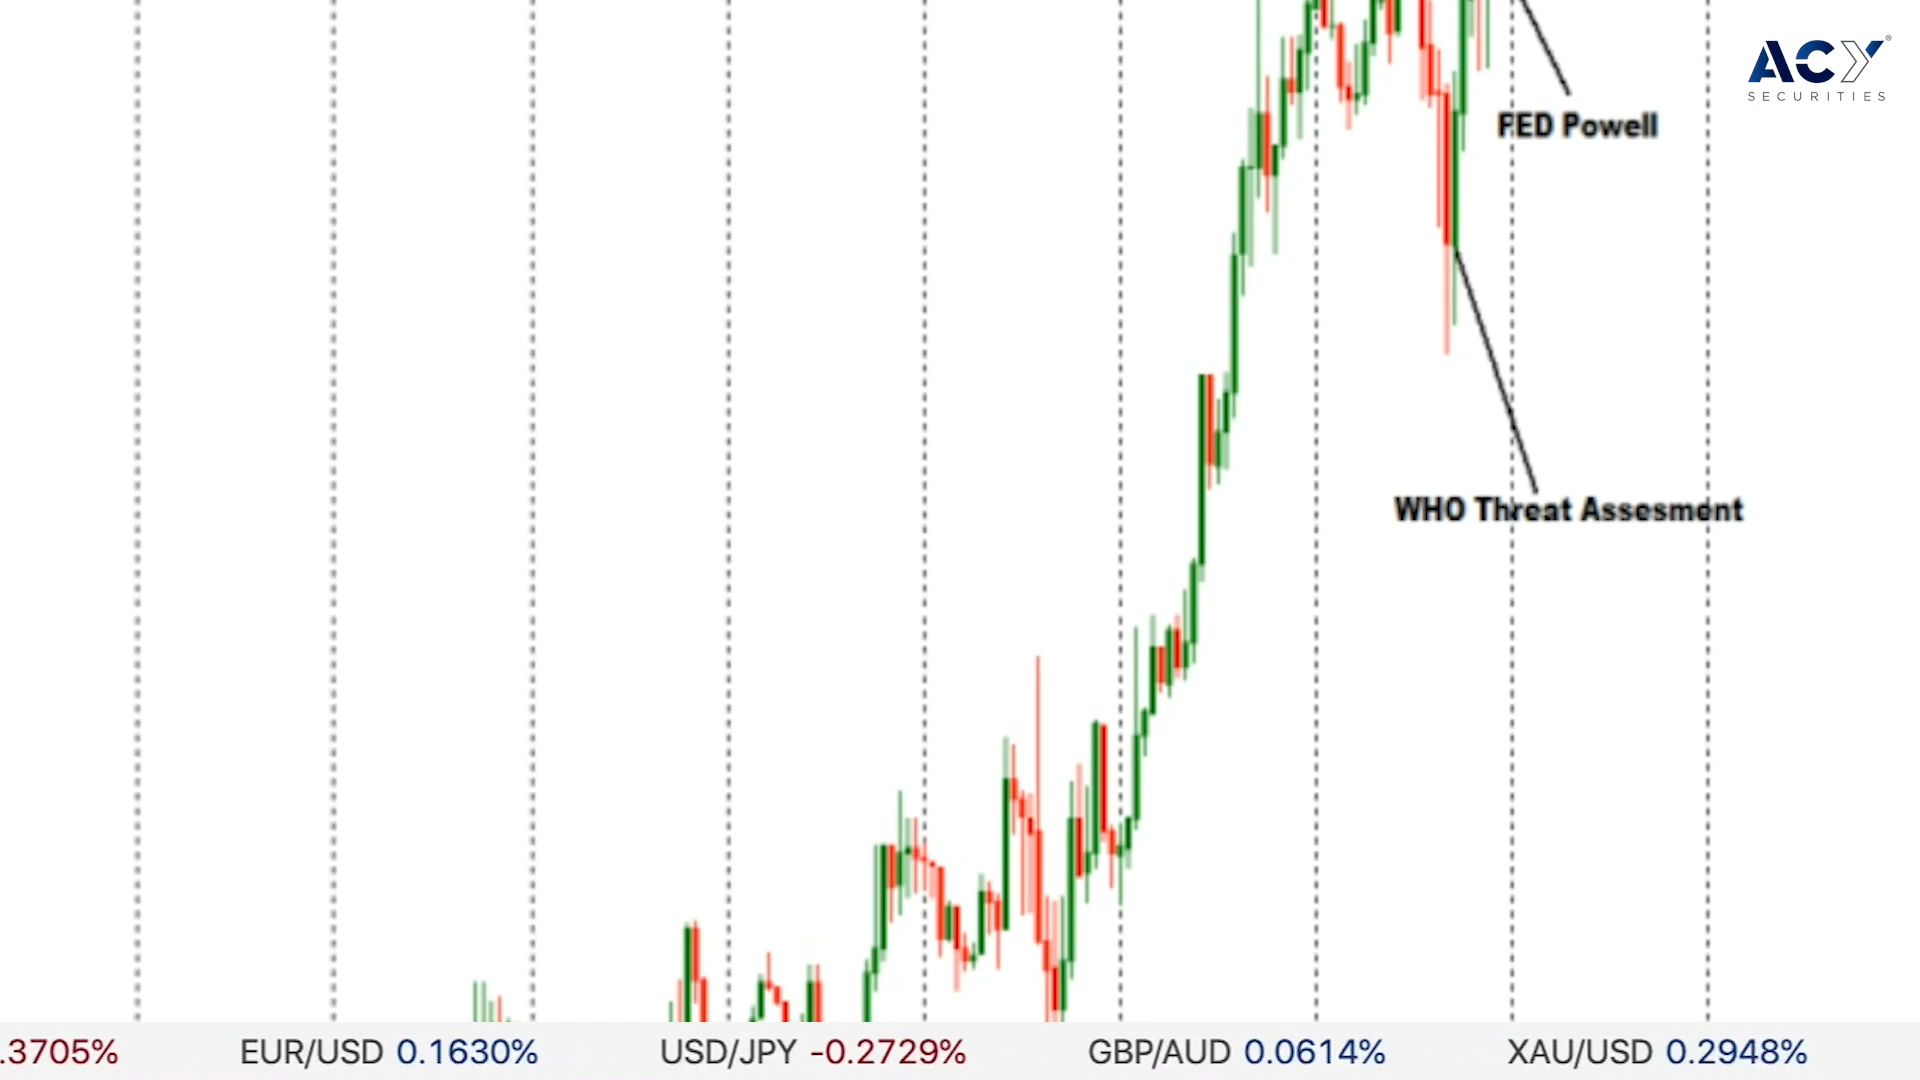 ACY
SECURITIES
FED Powell
WHO Threat Assesment
.3705% EUR/USD 0.1630% USD/JPY -0.2729% GBP/AUD 0.0614% XAU/USD 0.2948%